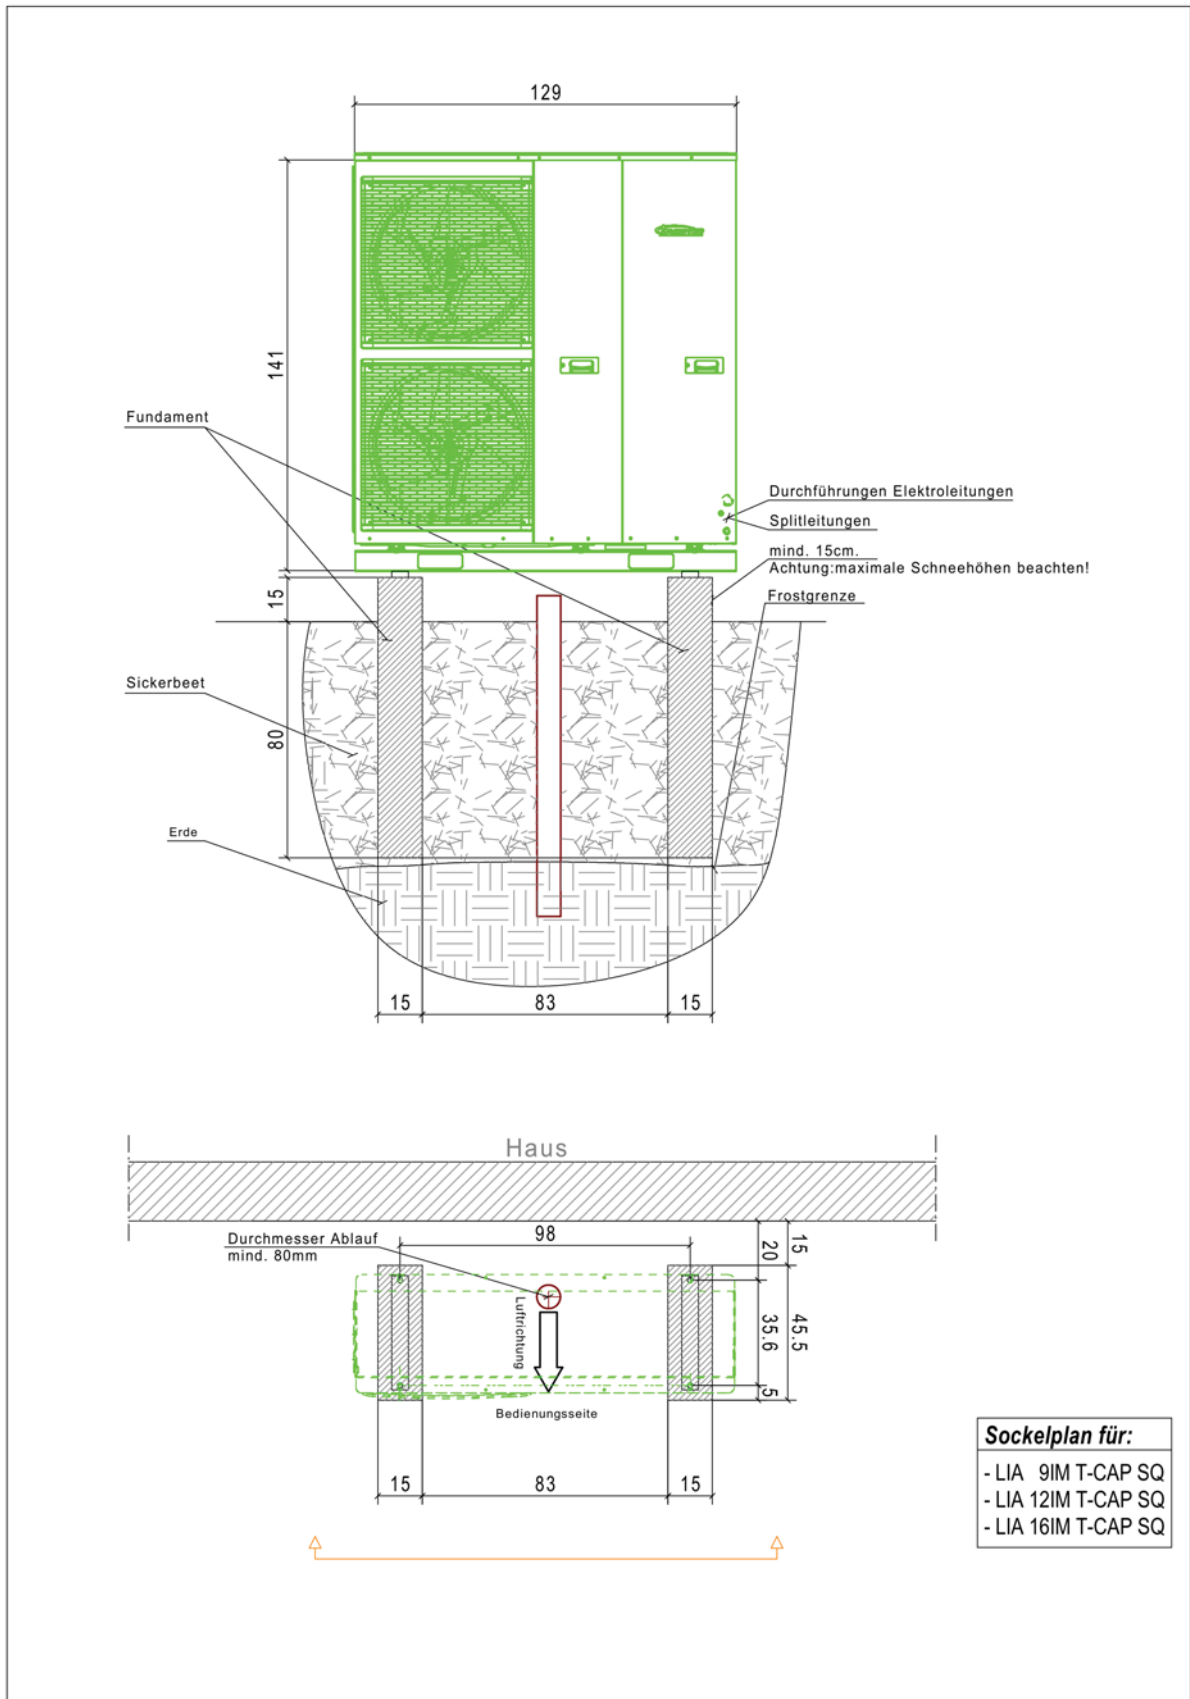 129
141
Fundament
Durchführungen Elektroleitungen
Splitleitungen
mind. 15cm.
Achtung:maximale Schneehöhen beachten!
Frostgrenze
15
Sickerbeet
80
Erde
15
83
15
Haus
Durchmesser Ablauf
mind. 80mm
98
20
15
Luftrichtung
35.6
45.5
5
Bedienungsseite
15
83
15
Sockelplan für:
- LIA 9IM T-CAP SQ
- LIA 12IM T-CAP SQ
- LIA 16IM T-CAP SQ